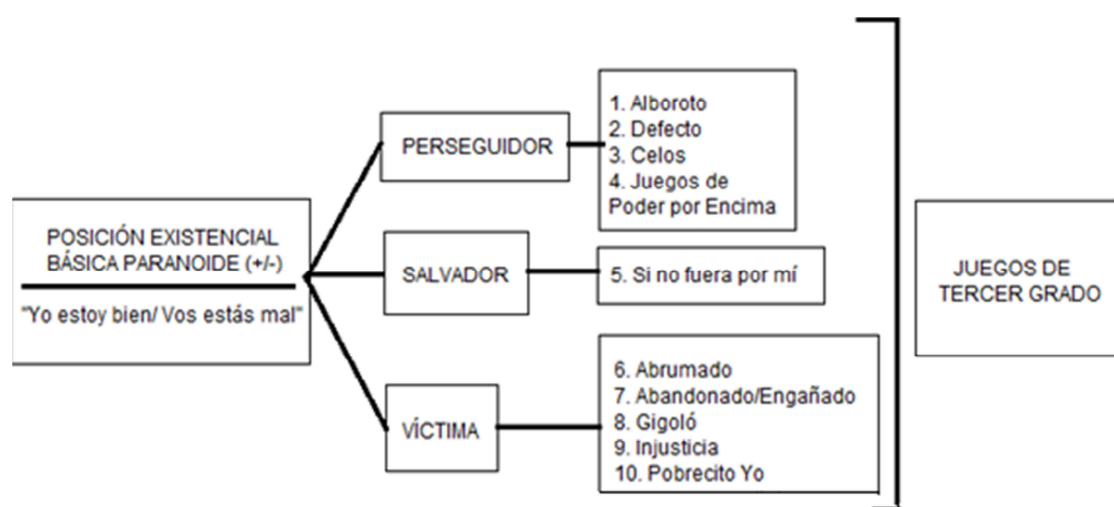 POSICIÓN EXISTENCIAL
BÁSICA PARANOIDE (+/-)
"Yo estoy bien/ Vos estás mal"
PERSEGUIDOR
1. Alboroto
2. Defecto
3. Celos
4. Juegos de
Poder por Encima
SALVADOR
5. Si no fuera por mí
VÍCTIMA
6. Abrumado
7. Abandonado/Engañado
8. Gigoló
9. Injusticia
10. Pobrecito Yo
JUEGOS DE
TERCER GRADO